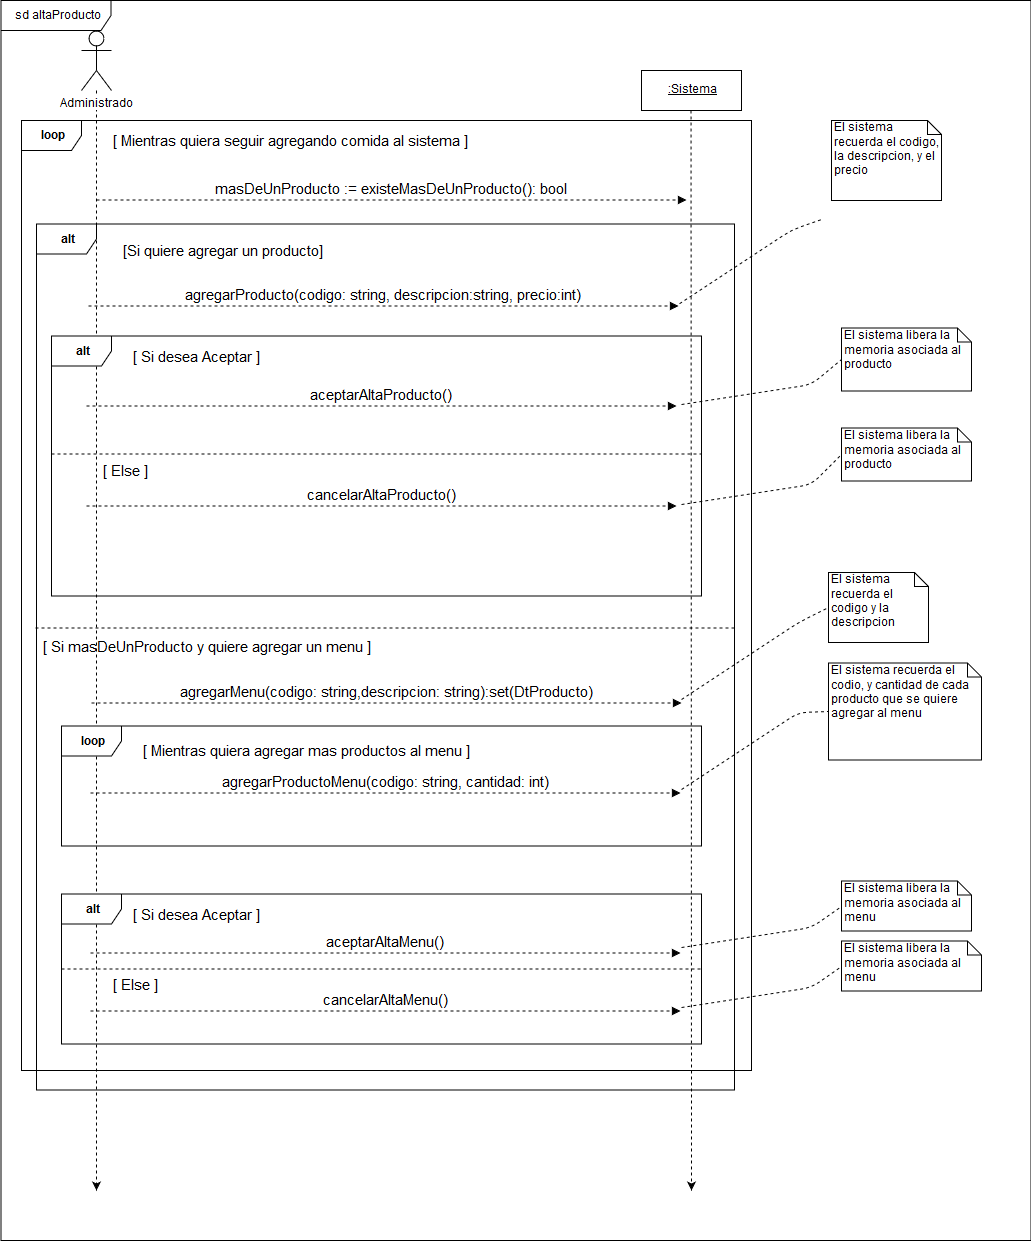 sd altaProducto
Administrado
:Sistema
loop
[ Mientras quiera seguir agregando comida al sistema ]
El sistema
recuerda el codigo,
la descripcion, y el
precio
masDeUnProducto := existeMasDeUnProducto(): bool
alt
[Si quiere agregar un producto]
agregarProducto(codigo: string, descripcion:string, precio:int)
alt
[ Si desea Aceptar ]
El sistema libera la
memoria asociada al
producto
aceptarAltaProducto()
El sistema libera la
memoria asociada al
producto
[ Else ]
cancelarAltaProducto()
El sistema
recuerda el
codigo y la
descripcion
[ Si masDeUnProducto y quiere agregar un menu ]
agregarMenu(codigo: string,descripcion: string):set(DtProducto)
El sistema recuerda el
codio, y cantidad de cada
producto que se quiere
agregar al menu
loop
[ Mientras quiera agregar mas productos al menu ]
agregarProductoMenu(codigo: string, cantidad: int)
alt
[ Si desea Aceptar ]
El sistema libera la
memoria asociada al
menu
aceptarAltaMenu()
El sistema libera la
memoria asociada al
menu
[ Else ]
cancelarAltaMenu()